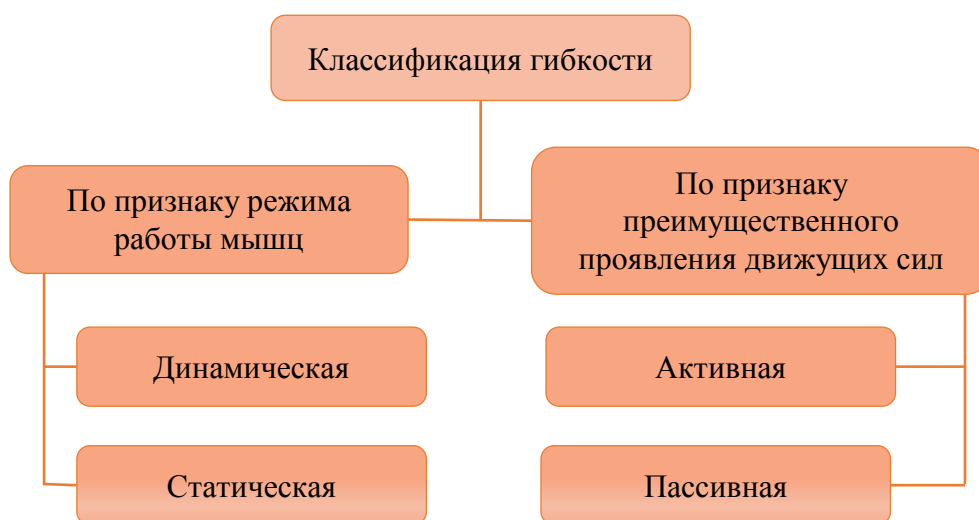 Классификация гибкости
По признаку режима
работы мышц
По признаку
преимущественного
проявления движущих сил
Динамическая
Активная
Статическая
Пассивная